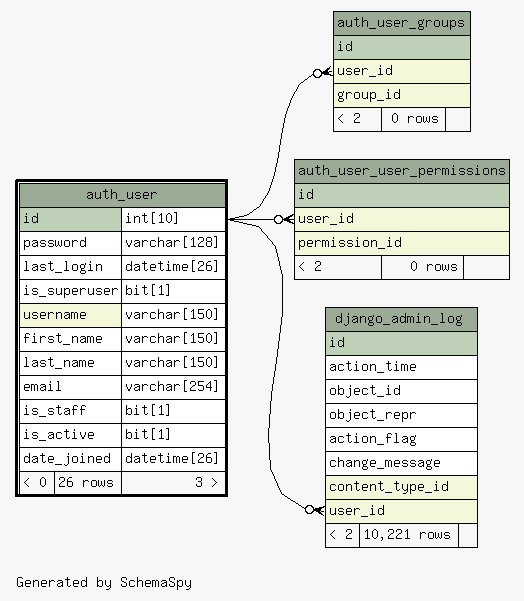 auth_user_groups
id
user_id
group_id
< 2 0 rows
auth_user_user_permissions
id
user_id
permission_id
< 2 0 rows
auth_user
id int[10]
password varchar[128]
last_login datetime[26]
is_superuser bit[1]
username varchar[150]
first_name varchar[150]
last_name varchar[150]
email varchar[254]
is_staff bit[1]
is_active bit[1]
date_joined datetime[26]
< 0 26 rows 3 >
django_admin_log
id
action_time
object_id
object_repr
action_flag
change_message
content_type_id
user_id
< 2 10,221 rows
Generated by SchemaSpy